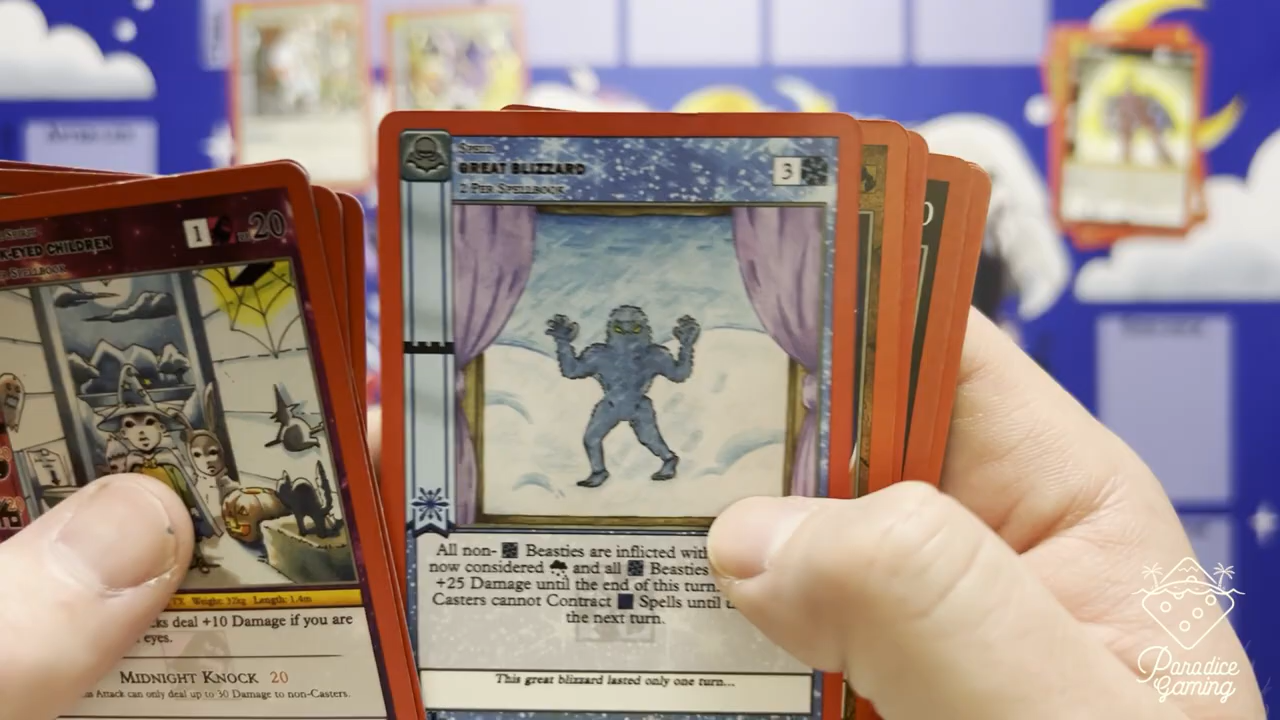 SPELL
GREAT BLIZZARD
2 PER SPELLBOOK
3
All non- Beasties are inflicted with
now considered and all Beasties
+25 Damage until the end of this turn.
Casters cannot Contract Spells until
the next turn.
This great blizzard lasted only one turn...
K-EYED CHILDREN
SPELLBOOK
1
20
TX Weight: 32kg Length: 1.4m
cks deal +10 Damage if you are
eyes.
MIDNIGHT KNOCK 20
Attack can only deal up to 30 Damage to non-Casters.
Paradice
Gaming